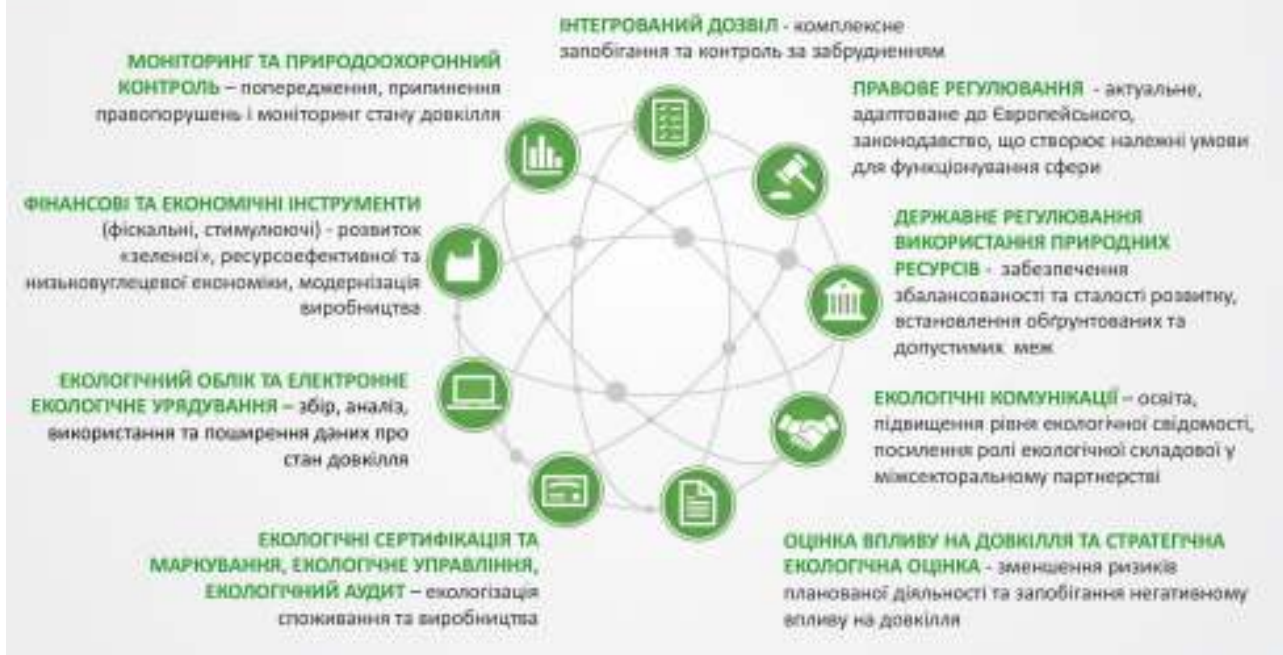 ІНТЕГРОВАНИЙ ДОЗВІЛ - комплексне
запобігання та контроль за забрудненням
МОНІТОРИНГ ТА ПРИРОДООХОРОННИЙ
КОНТРОЛЬ – попередження, припинення
правопорушень і моніторинг стану довкілля
ПРАВОВЕ РЕГУЛЮВАННЯ - актуальне,
адаптоване до Європейського,
законодавство, що створює належні умови
для функціонування сфери
ФІНАНСОВІ ТА ЕКОНОМІЧНІ ІНСТРУМЕНТИ
(фіскальні, стимулюючі) - розвиток
«зеленої», ресурсоефективної та
низьковуглецевої економіки, модернізація
виробництва
ДЕРЖАВНЕ РЕГУЛЮВАННЯ
ВИКОРИСТАННЯ ПРИРОДНИХ
РЕСУРСІВ - забезпечення
збалансованості та сталості розвитку,
встановлення обґрунтованих та
допустимих меж
ЕКОЛОГІЧНИЙ ОБЛІК ТА ЕЛЕКТРОННЕ
ЕКОЛОГІЧНЕ УРЯДУВАННЯ – збір, аналіз,
використання та поширення даних про
стан довкілля
ЕКОЛОГІЧНІ КОМУНІКАЦІЇ – освіта,
підвищення рівня екологічної свідомості,
посилення ролі екологічної складової у
міжсекторальному партнерстві
ЕКОЛОГІЧНІ СЕРТИФІКАЦІЯ ТА
МАРКУВАННЯ, ЕКОЛОГІЧНЕ УПРАВЛІННЯ,
ЕКОЛОГІЧНИЙ АУДИТ – екологізація
споживання та виробництва
ОЦІНКА ВПЛИВУ НА ДОВКІЛЛЯ ТА СТРАТЕГІЧНА
ЕКОЛОГІЧНА ОЦІНКА - зменшення ризиків
планованої діяльності та запобігання негативному
впливу на довкілля